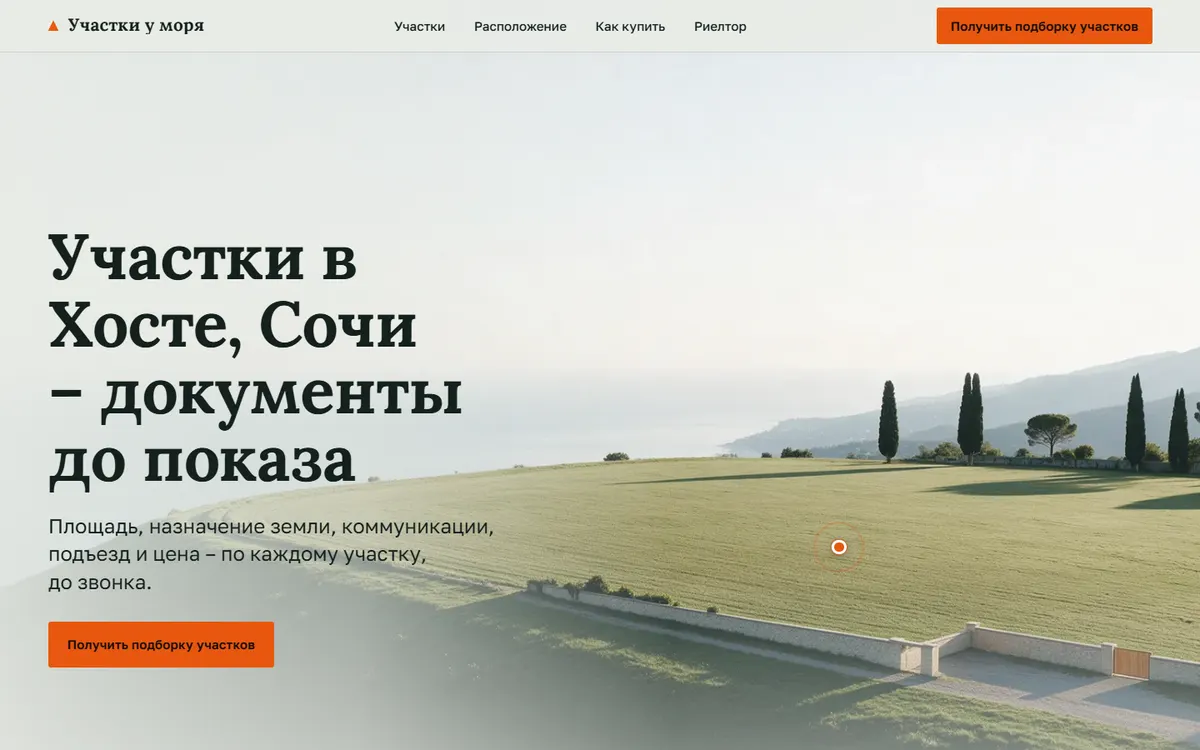 Участки у моря
Участки
Расположение
Как купить
Риелтор
Получить подборку участков
Участки в
Хосте, Сочи
– документы
до показа
Площадь, назначение земли, коммуникации,
подъезд и цена – по каждому участку,
до звонка.
Получить подборку участков